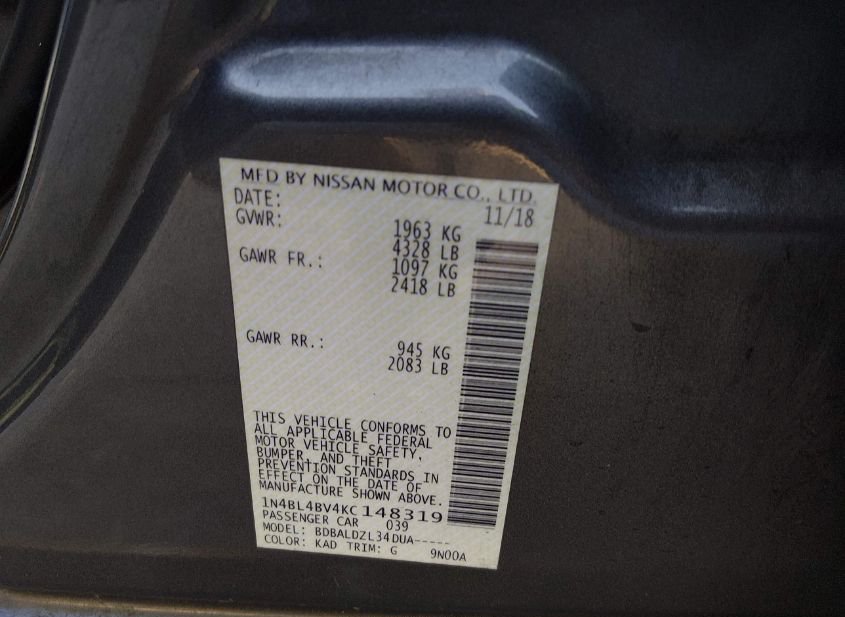 MFD BY NISSAN MOTOR CO., LTD.
DATE: 11/18
GVWR: 1963 KG
4328 LB
GAWR FR.: 1097 KG
2418 LB
GAWR RR.: 945 KG
2083 LB
THIS VEHICLE CONFORMS TO
ALL APPLICABLE FEDERAL
MOTOR VEHICLE SAFETY,
BUMPER, AND THEFT
PREVENTION STANDARDS IN
EFFECT ON THE DATE OF
MANUFACTURE SHOWN ABOVE.
1N4BL4BV4KC148319
PASSENGER CAR 039
MODEL: BDBALDZL34DUA-----
COLOR: KAD TRIM: G 9N00A